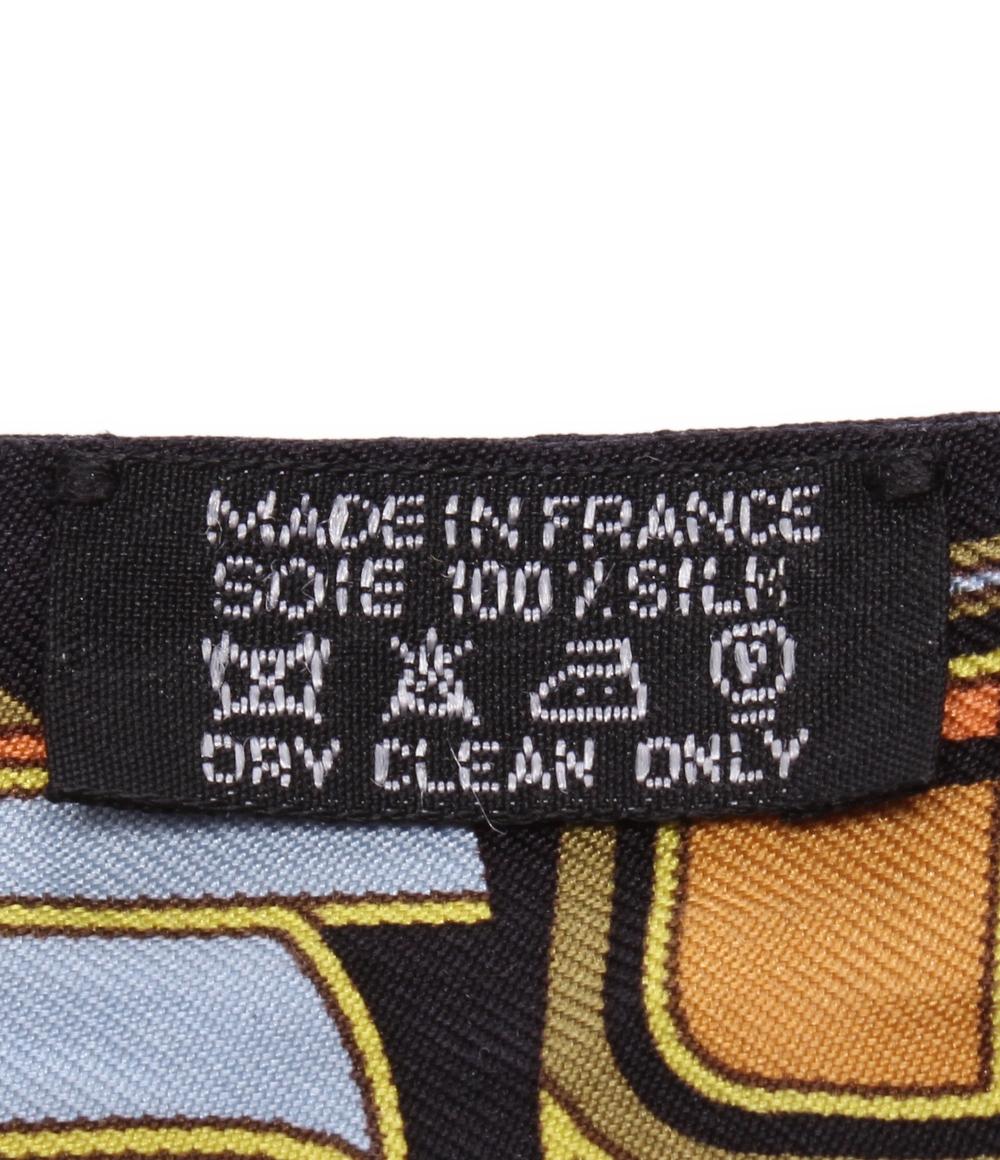 MADE IN FRANCE
SOIE 100% SILK
P
DRY CLEAN ONLY